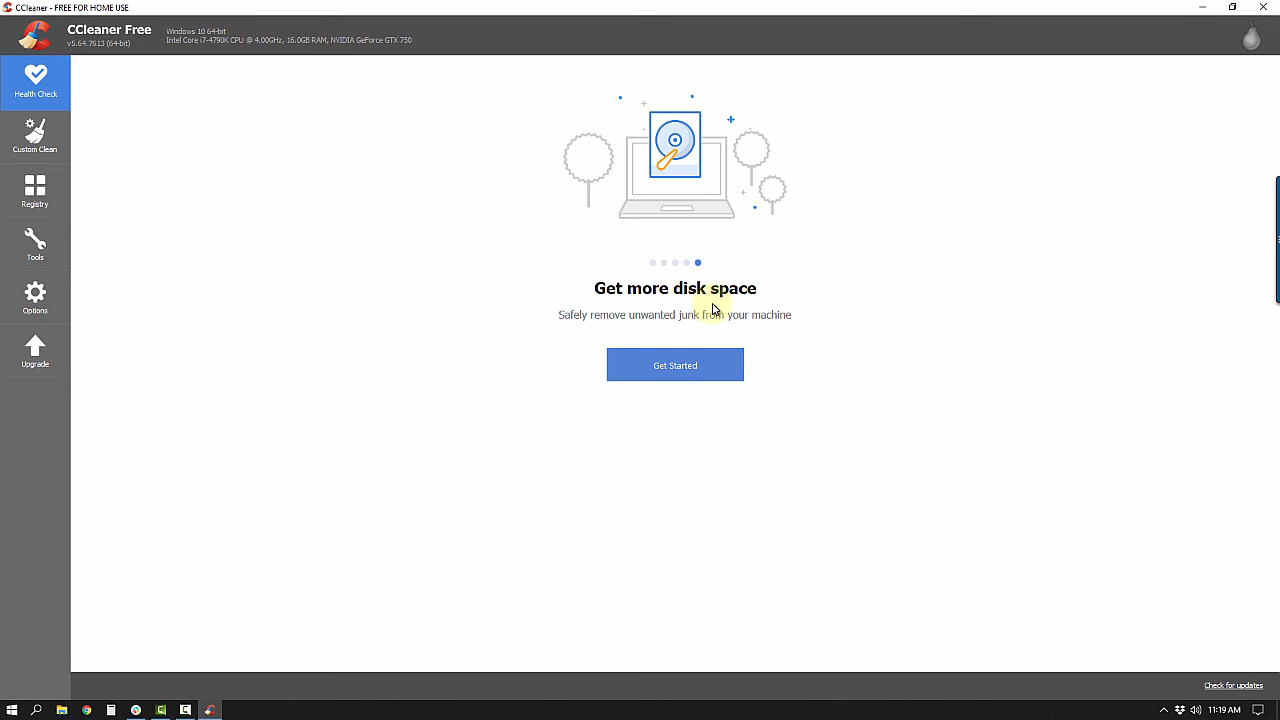 CCleaner - FREE FOR HOME USE
CCleaner Free
v5.64.7613 (64-bit)
Windows 10 64-bit
Intel Core i7-4790K CPU @ 4.00GHz, 16.0GB RAM, NVIDIA GeForce GTX 750
Health Check
Custom Clean
Registry
Tools
Options
Upgrade
Get more disk space
Safely remove unwanted junk from your machine
Get Started
Check for updates
11:19 AM